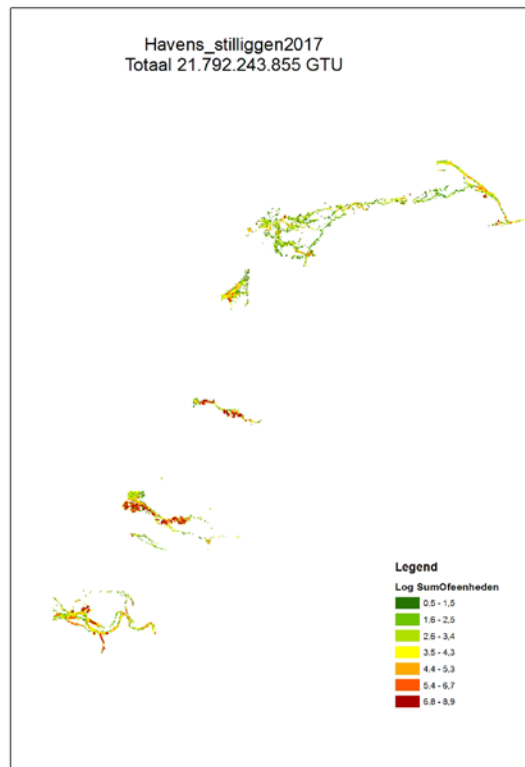 Havens_stilliggen2017
Totaal 21.792.243.855 GTU
Legend
Log SumOfeenheden
0,5 - 1,5
1.6 - 2,5
2.6 - 3,4
3.5 - 4,3
4.4 - 5,3
5.4 - 6,7
6.8 - 8,9